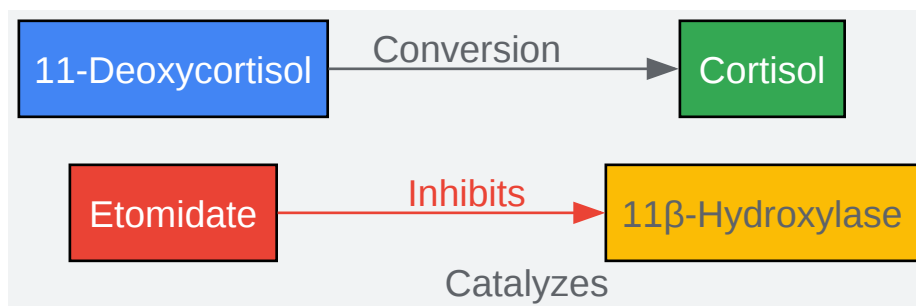 11-Deoxycortisol
Conversion
Cortisol
Etomidate
Inhibits
11β-Hydroxylase
Catalyzes